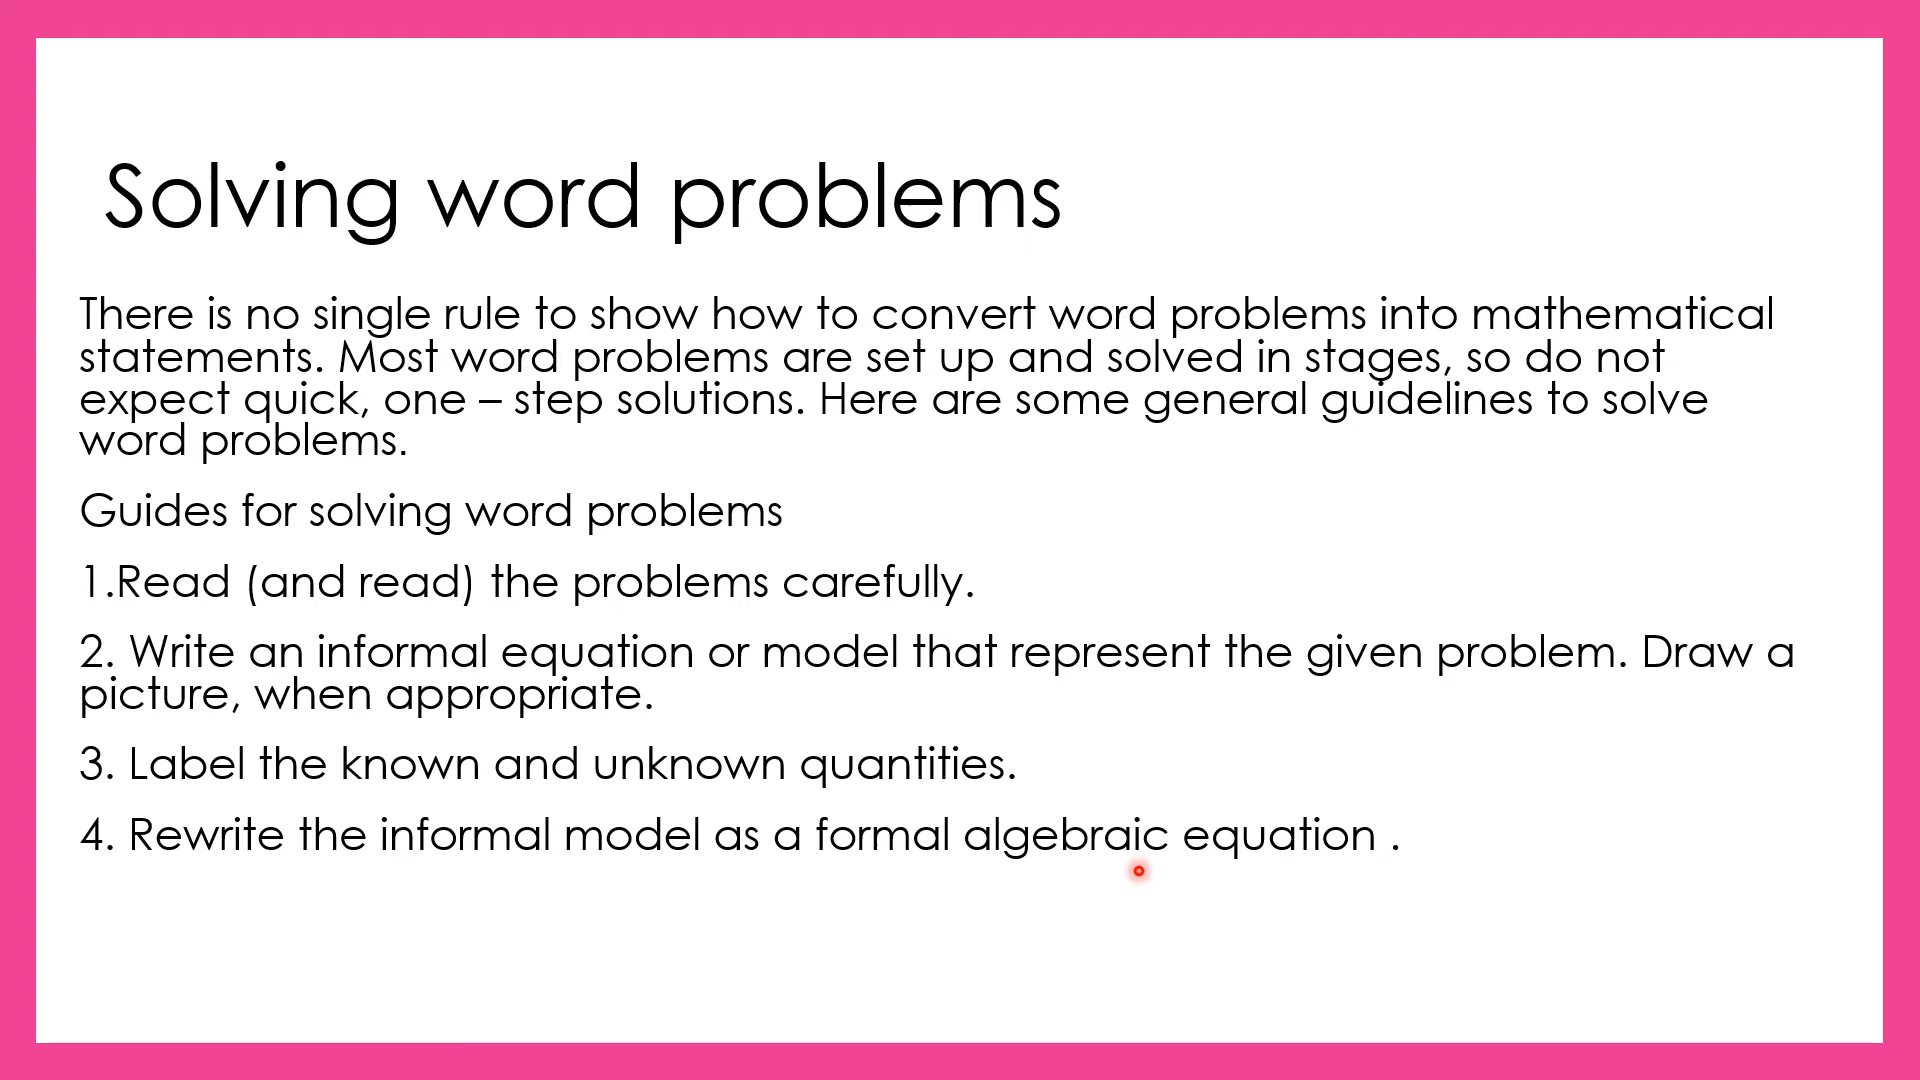 Solving word problems
There is no single rule to show how to convert word problems into mathematical
statements. Most word problems are set up and solved in stages, so do not
expect quick, one – step solutions. Here are some general guidelines to solve
word problems.
Guides for solving word problems
1.Read (and read) the problems carefully.
2. Write an informal equation or model that represent the given problem. Draw a
picture, when appropriate.
3. Label the known and unknown quantities.
4. Rewrite the informal model as a formal algebraic equation .